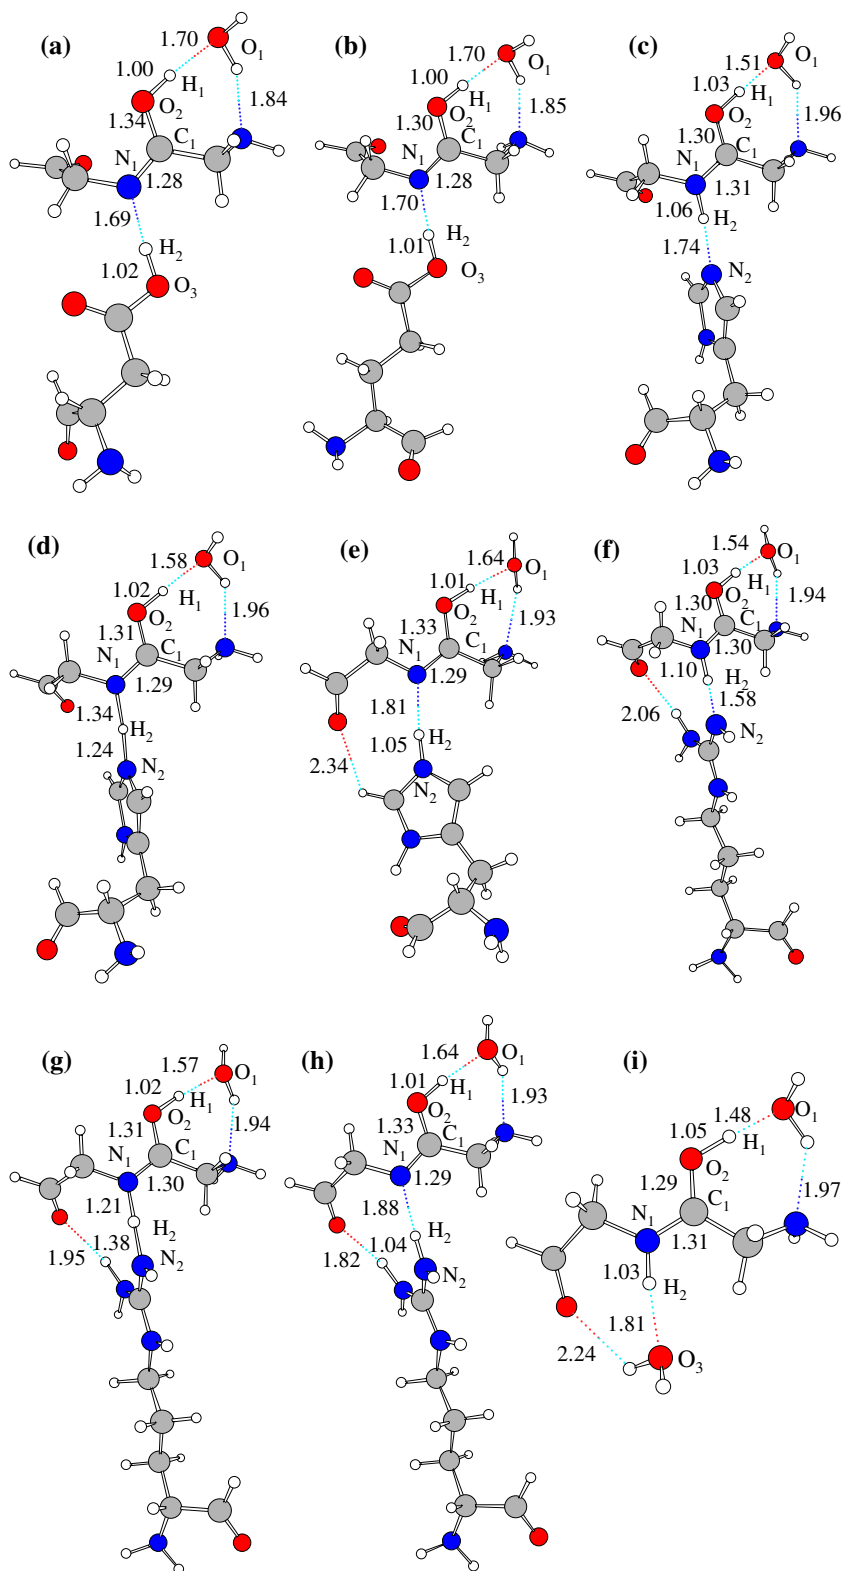 (a)
1.70
O1
1.00
H1
O2
1.84
1.34
C1
N1
1.28
1.69
H2
1.02
O3
(b)
1.70
O1
1.00
H1
O2
1.85
1.30
C1
N1
1.28
1.70
H2
1.01
O3
(c)
1.51
O1
1.03
H1
O2
1.96
1.30
C1
N1
1.31
1.06
H2
1.74
N2
(d)
1.58
O1
1.02
H1
O2
1.96
1.31
C1
N1
1.29
1.34
H2
1.24
N2
(e)
1.64
O1
1.01
H1
O2
1.93
1.33
C1
N1
1.29
1.81
H2
1.05
2.34
N2
(f)
1.54
O1
1.03
H1
O2
1.94
1.30
C1
N1
1.30
1.10
H2
1.58
2.06
N2
(g)
1.57
O1
1.02
H1
O2
1.94
1.31
C1
N1
1.30
1.21
H2
1.38
1.95
N2
(h)
1.64
O1
1.01
H1
O2
1.93
1.33
C1
N1
1.29
1.88
H2
1.82
1.04
N2
(i)
1.48
O1
1.05
H1
O2
1.97
1.29
C1
N1
1.31
1.03
H2
1.81
2.24
O3